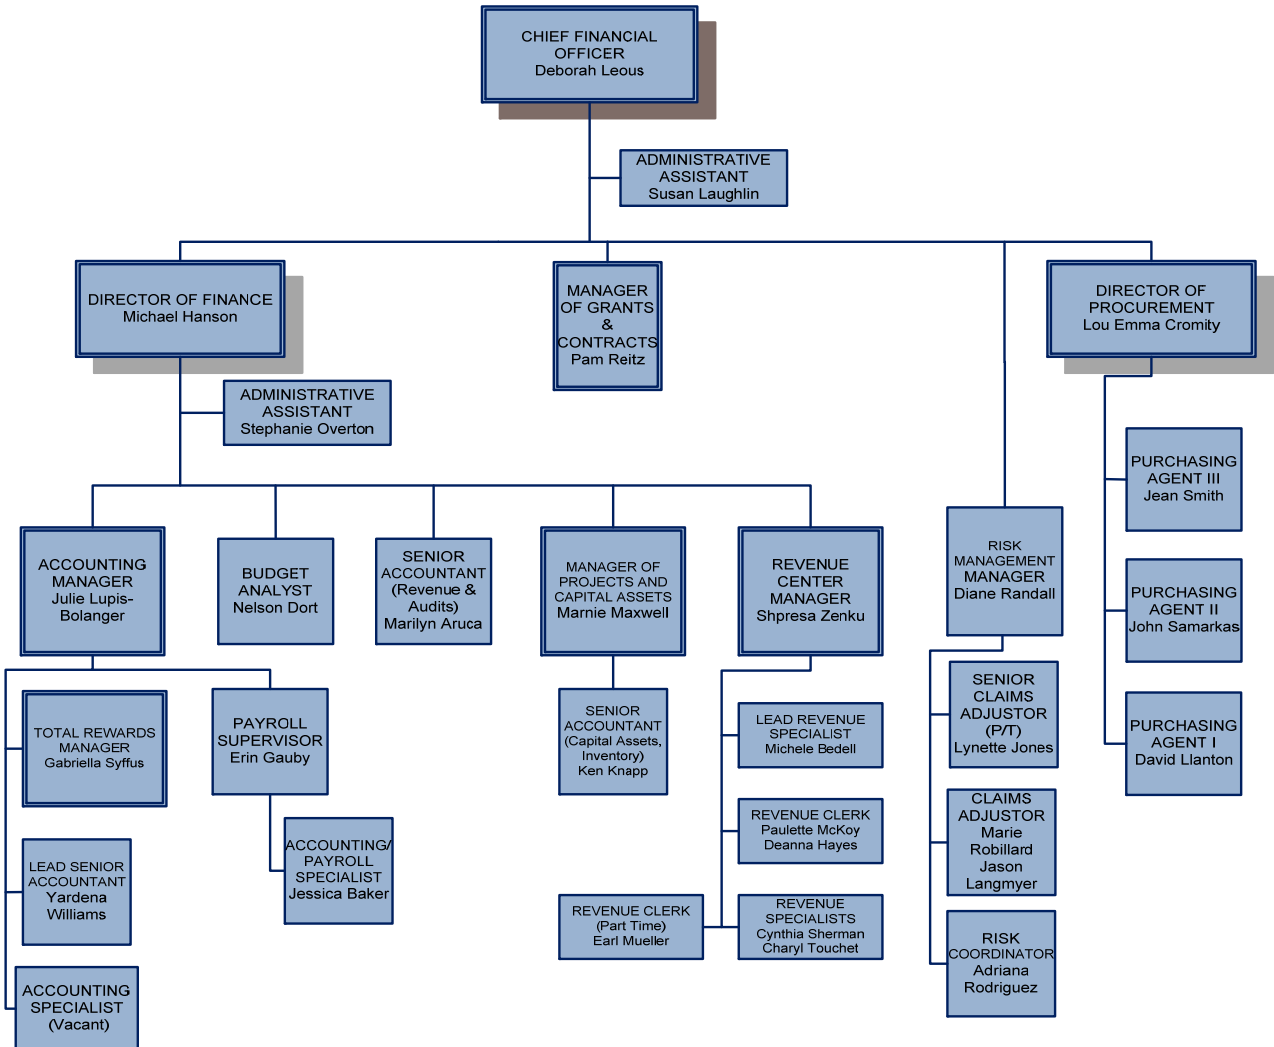 CHIEF FINANCIAL
OFFICER
Deborah Leous
ADMINISTRATIVE
ASSISTANT
Susan Laughlin
DIRECTOR OF FINANCE
Michael Hanson
MANAGER
OF GRANTS
&
CONTRACTS
Pam Reitz
DIRECTOR OF
PROCUREMENT
Lou Emma Cromity
ADMINISTRATIVE
ASSISTANT
Stephanie Overton
ACCOUNTING
MANAGER
Julie Lupis-
Bolanger
BUDGET
ANALYST
Nelson Dort
SENIOR
ACCOUNTANT
(Revenue &
Audits)
Marilyn Aruca
MANAGER OF
PROJECTS AND
CAPITAL ASSETS
Marnie Maxwell
REVENUE
CENTER
MANAGER
Shpresa Zenku
RISK
MANAGEMENT
MANAGER
Diane Randall
PURCHASING
AGENT III
Jean Smith
PURCHASING
AGENT II
John Samarkas
PURCHASING
AGENT I
David Llanton
TOTAL REWARDS
MANAGER
Gabriella Syffus
PAYROLL
SUPERVISOR
Erin Gauby
SENIOR
ACCOUNTANT
(Capital Assets,
Inventory)
Ken Knapp
LEAD REVENUE
SPECIALIST
Michele Bedell
SENIOR
CLAIMS
ADJUSTOR
(P/T)
Lynette Jones
LEAD SENIOR
ACCOUNTANT
Yardena
Williams
ACCOUNTING/
PAYROLL
SPECIALIST
Jessica Baker
REVENUE CLERK
Paulette McKoy
Deanna Hayes
CLAIMS
ADJUSTOR
Marie
Robillard
Jason
Langmyer
REVENUE CLERK
(Part Time)
Earl Mueller
REVENUE
SPECIALISTS
Cynthia Sherman
Charyl Touchet
RISK
COORDINATOR
Adriana
Rodriguez
ACCOUNTING
SPECIALIST
(Vacant)